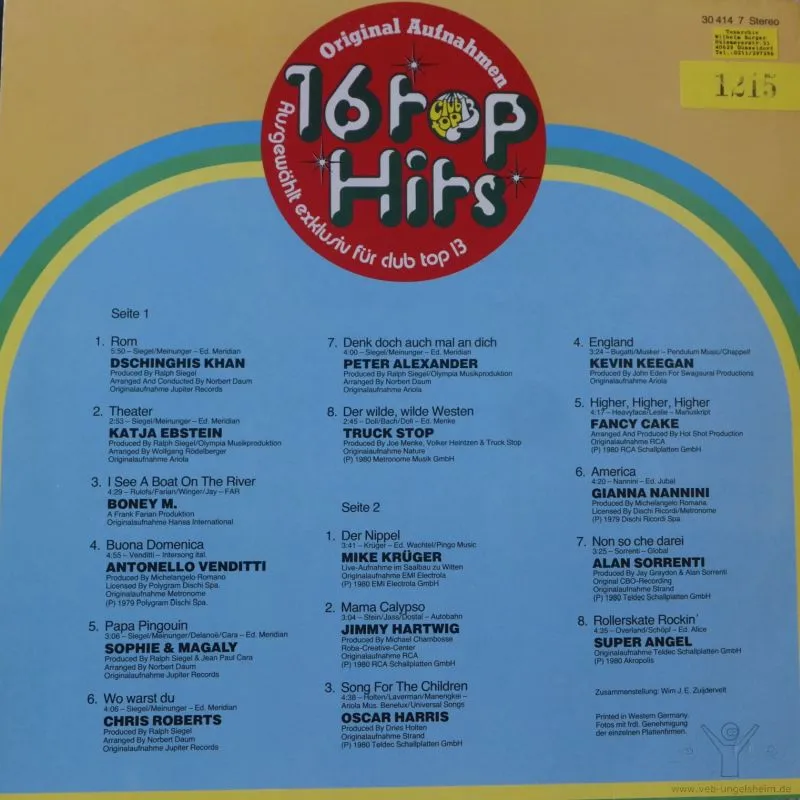 30 414 7 Stereo
Tonarchiv
Wilhelm Burger
40629 Düsseldorf
1215
Original Aufnahmen
16 Top
Club
TOP 13
Hits
Ausgewählt exklusiv für club top 13
Seite 1
1. Rom
5:50 – Siegel/Meinunger – Ed. Meridian
DSCHINGHIS KHAN
Produced By Ralph Siegel
Arranged And Conducted By Norbert Daum
Originalaufnahme Jupiter Records
2. Theater
2:53 – Siegel/Meinunger – Ed. Meridian
KATJA EBSTEIN
Produced By Ralph Siegel/Olympia Musikproduktion
Arranged By Wolfgang Rödelberger
Originalaufnahme Ariola
3. I See A Boat On The River
4:29 – Rulofs/Farian/Winger/Jay – FAR
BONEY M.
A Frank Farian Produktion
Originalaufnahme Hansa International
4. Buona Domenica
4:55 – Venditti – Intersong ital.
ANTONELLO VENDITTI
Produced By Michelangelo Romano
Licensed By Polygram Dischi Spa.
Originalaufnahme Metronome
(P) 1979 Polygram Dischi Spa.
5. Papa Pingouin
3:06 – Siegel/Meinunger/Delanoë/Cara – Ed. Meridian
SOPHIE & MAGALY
Produced By Ralph Siegel & Jean Paul Cara
Arranged By Norbert Daum
Originalaufnahme Jupiter Records
6. Wo warst du
4:06 – Siegel/Meinunger – Ed. Meridian
CHRIS ROBERTS
Produced By Ralph Siegel
Arranged By Norbert Daum
Originalaufnahme Jupiter Records
7. Denk doch auch mal an dich
4:00 – Siegel/Meinunger – Ed. Meridian
PETER ALEXANDER
Produced By Ralph Siegel/Olympia Musikproduktion
Arranged By Norbert Daum
Originalaufnahme Ariola
8. Der wilde, wilde Westen
2:45 – Doll/Bach/Doll – Ed. Menke
TRUCK STOP
Produced By Joe Menke, Volker Heintzen & Truck Stop
Originalaufnahme Nature
(P) 1980 Metronome Musik GmbH
Seite 2
1. Der Nippel
3:41 – Krüger – Ed. Wachtel/Pingo Music
MIKE KRÜGER
Live-Aufnahme im Saalbau zu Witten
Originalaufnahme EMI Electrola
(P) 1980 EMI Electrola GmbH
2. Mama Calypso
3:04 – Stein/Jass/Dostal – Autobahn
JIMMY HARTWIG
Produced By Michael Chambosse
Roba-Creative-Center
Originalaufnahme RCA
(P) 1980 RCA Schallplatten GmbH
3. Song For The Children
4:38 – Holten/Laverman/Manengkei –
Ariola Mus. Benelux/Universal Songs
OSCAR HARRIS
Produced By Dries Holten
Originalaufnahme Strand
(P) 1980 Teldec Schallplatten GmbH
4. England
3:24 – Bugatti/Musker – Pendulum Music/Chappell
KEVIN KEEGAN
Produced By John Eden For Swagsurai Productions
Originalaufnahme Ariola
5. Higher, Higher, Higher
4:17 – Heavyface/Leslie – Manuskript
FANCY CAKE
Arranged And Produced By Hot Shot Production
Originalaufnahme RCA
(P) 1980 RCA Schallplatten GmbH
6. America
4:20 – Nannini – Ed. Jubal
GIANNA NANNINI
Produced By Michelangelo Romana.
Licensed By Dischi Ricordi/Metronome
(P) 1979 Dischi Ricordi Spa.
7. Non so che darei
3:25 – Sorrenti – Global
ALAN SORRENTI
Produced By Jay Graydon & Alan Sorrenti
Original CBO-Recording
Originalaufnahme Strand
(P) 1980 Teldec Schallplatten GmbH
8. Rollerskate Rockin'
4:35 – Overland/Schöpf – Ed. Alice
SUPER ANGEL
Originalaufnahme Teldec Schallplatten GmbH
(P) 1980 Akropolis
Zusammenstellung: Wim J. E. Zuijdervelt
Printed in Western Germany.
Fotos mit frdl. Genehmigung
der einzelnen Plattenfirmen.
www.veb-ungelsheim.de